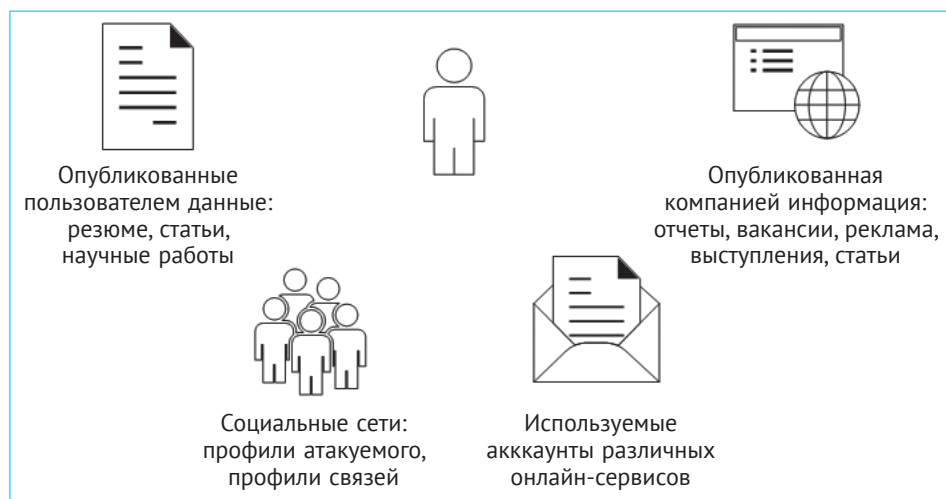 Опубликованные
пользователем данные:
резюме, статьи,
научные работы
Опубликованная
компанией информация:
отчеты, вакансии, реклама,
выступления, статьи
Социальные сети:
профили атакуемого,
профили связей
Используемые
акккаунты различных
онлайн-сервисов